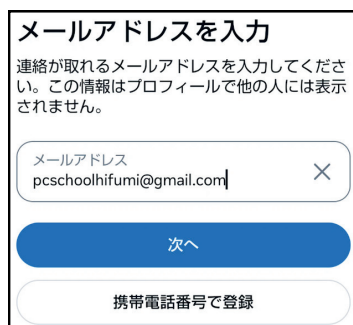 メールアドレスを入力
連絡が取れるメールアドレスを入力してくださ
い。この情報はプロフィールで他の人には表示
されません。
メールアドレス
pcschoolhifumi@gmail.com
次へ
携帯電話番号で登録